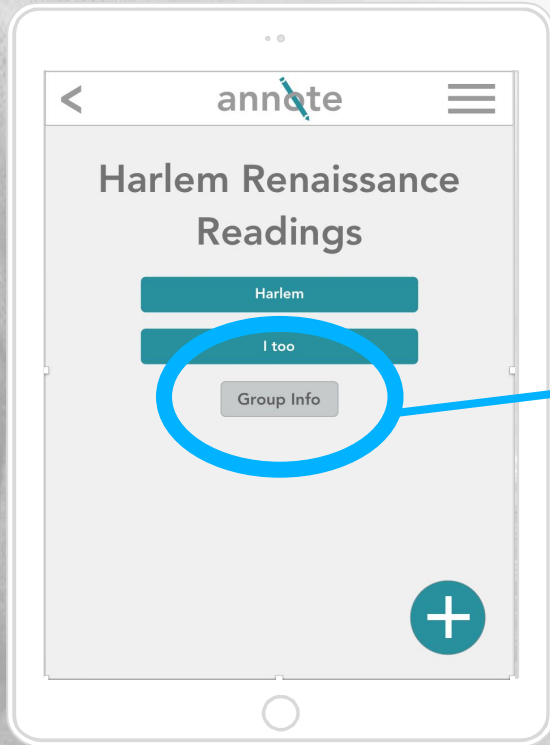 <
annote
Harlem Renaissance
Readings
Harlem
I too
Group Info
+